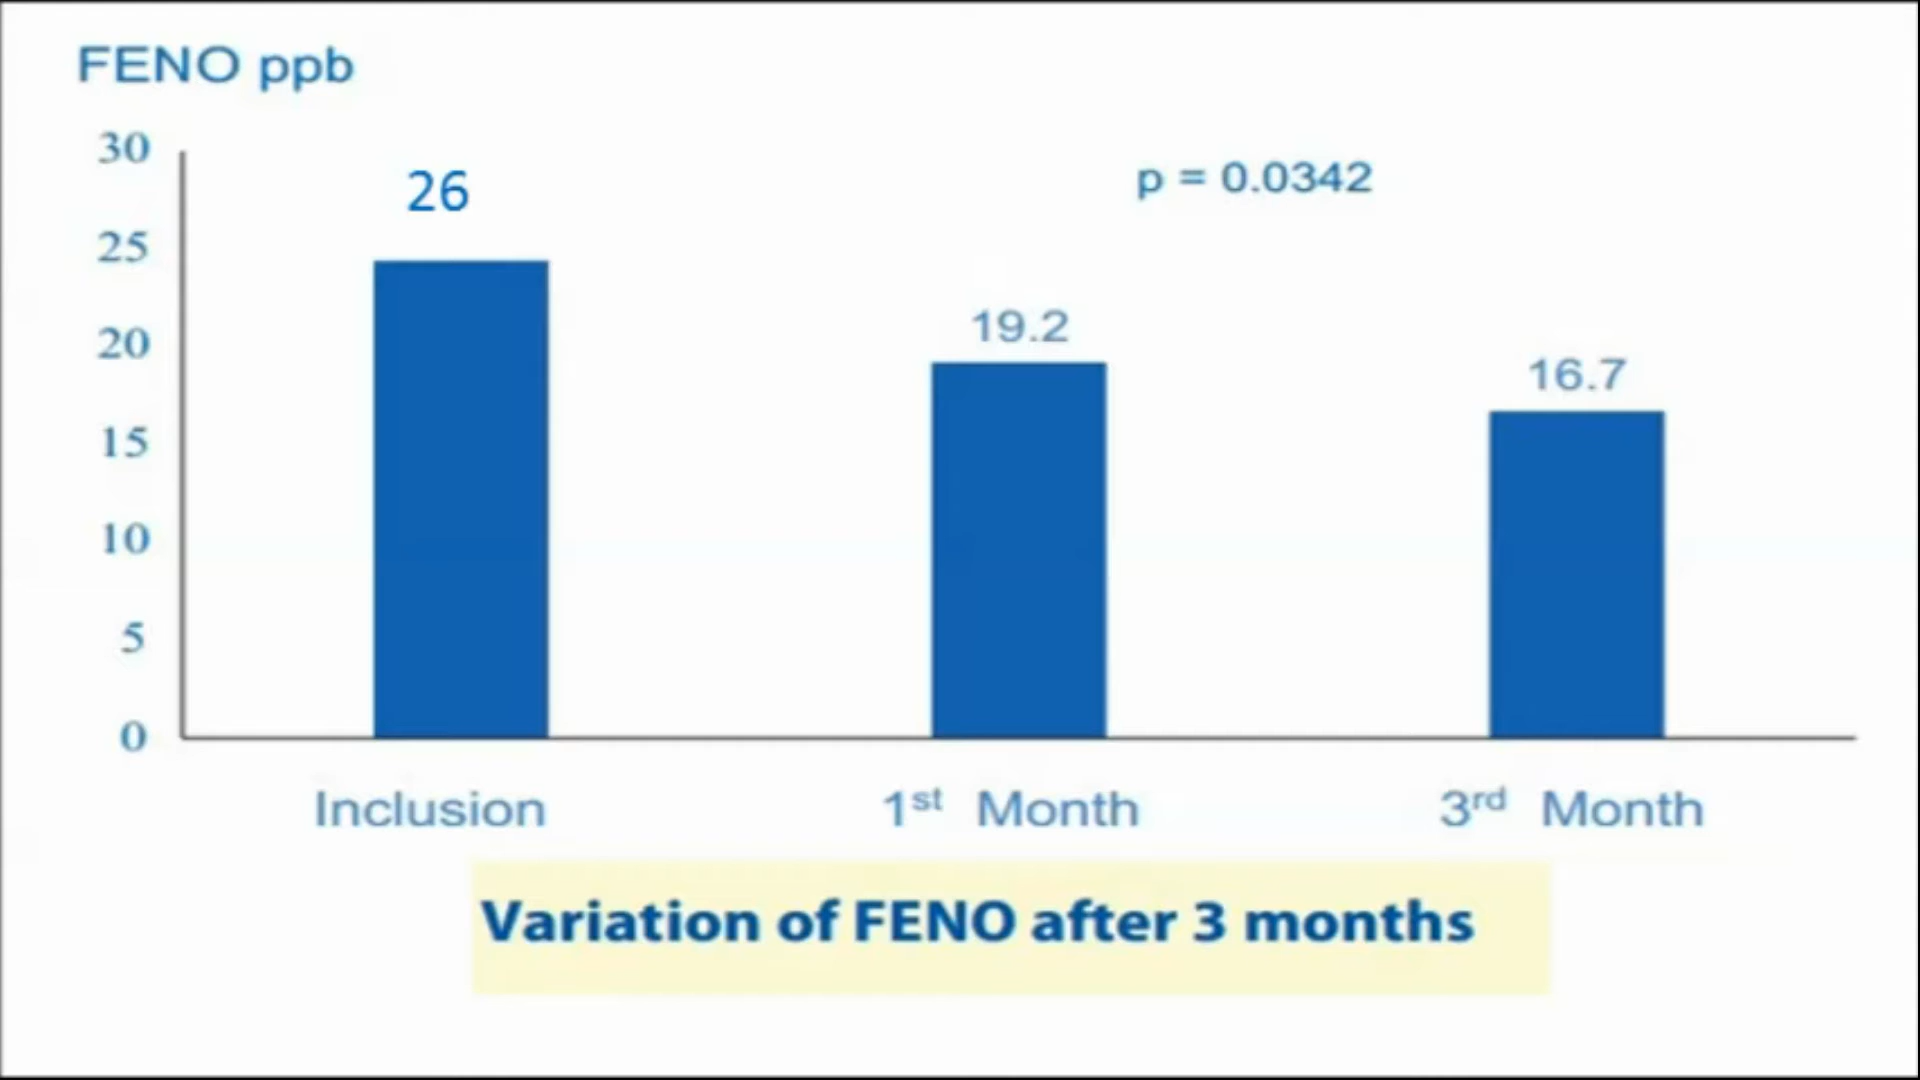 FENO ppb
30
26
p = 0.0342
25
19.2
20
16.7
15
10
5
0
Inclusion
1st Month
3rd Month
Variation of FENO after 3 months